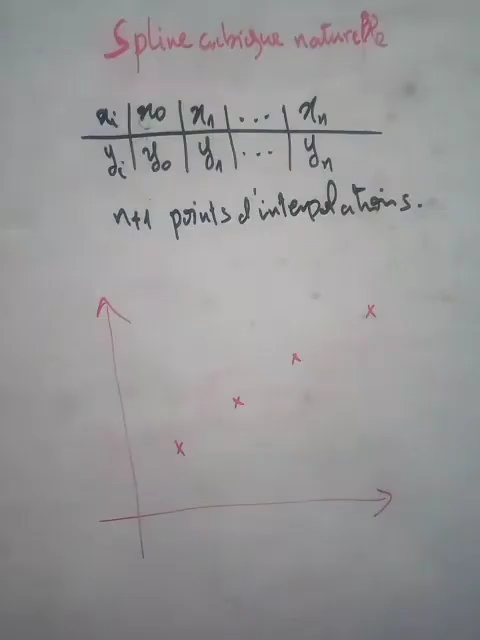 Spline cubique naturelle
xi | x0 | x1 | ... | xn
yi | y0 | y1 | ... | yn
n+1 points d'interpolations.